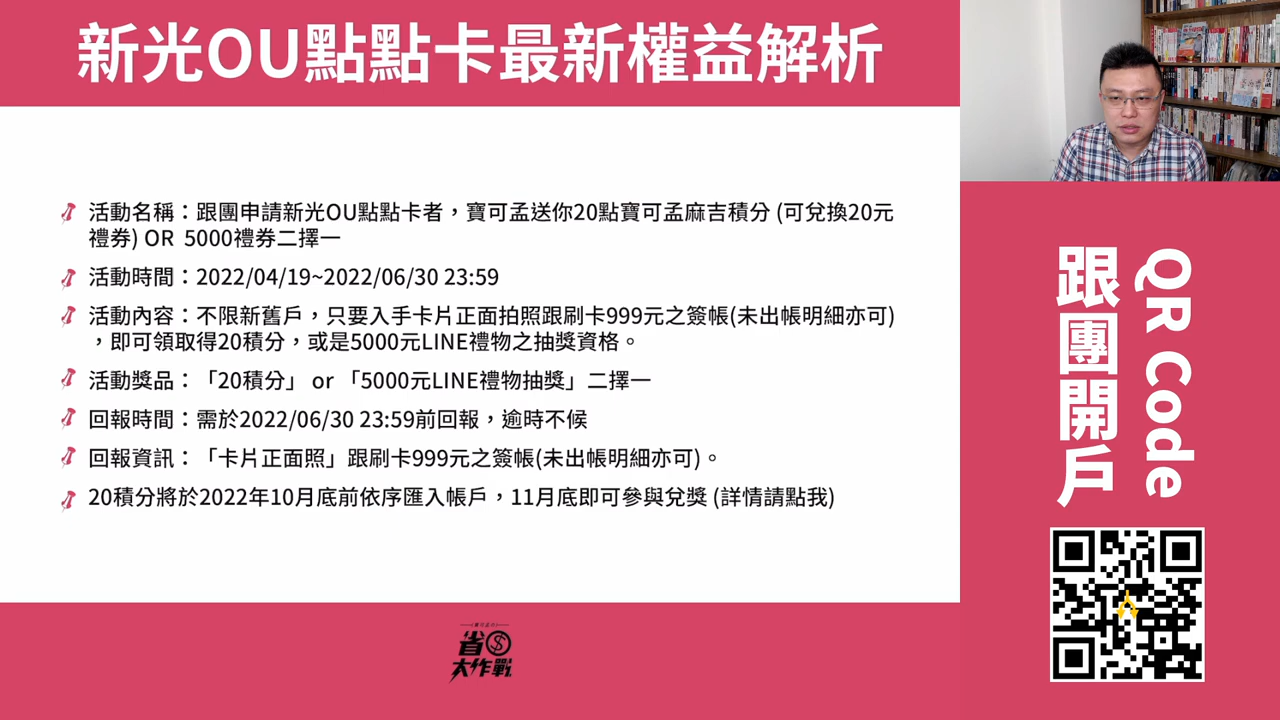 新光OU點點卡最新權益解析
活動名稱：跟團申請新光OU點點卡者，寶可孟送你20點寶可孟麻吉積分 (可兌換20元
禮券) OR 5000禮券二擇一
活動時間：2022/04/19~2022/06/30 23:59
活動內容：不限新舊戶，只要入手卡片正面拍照跟刷卡999元之簽帳(未出帳明細亦可)
，即可領取得20積分，或是5000元LINE禮物之抽獎資格。
活動獎品：「20積分」 or 「5000元LINE禮物抽獎」二擇一
回報時間：需於2022/06/30 23:59前回報，逾時不候
回報資訊：「卡片正面照」跟刷卡999元之簽帳(未出帳明細亦可)。
20積分將於2022年10月底前依序匯入帳戶，11月底即可參與兌獎 (詳情請點我)
QR Code
跟團開戶
省
大作戰